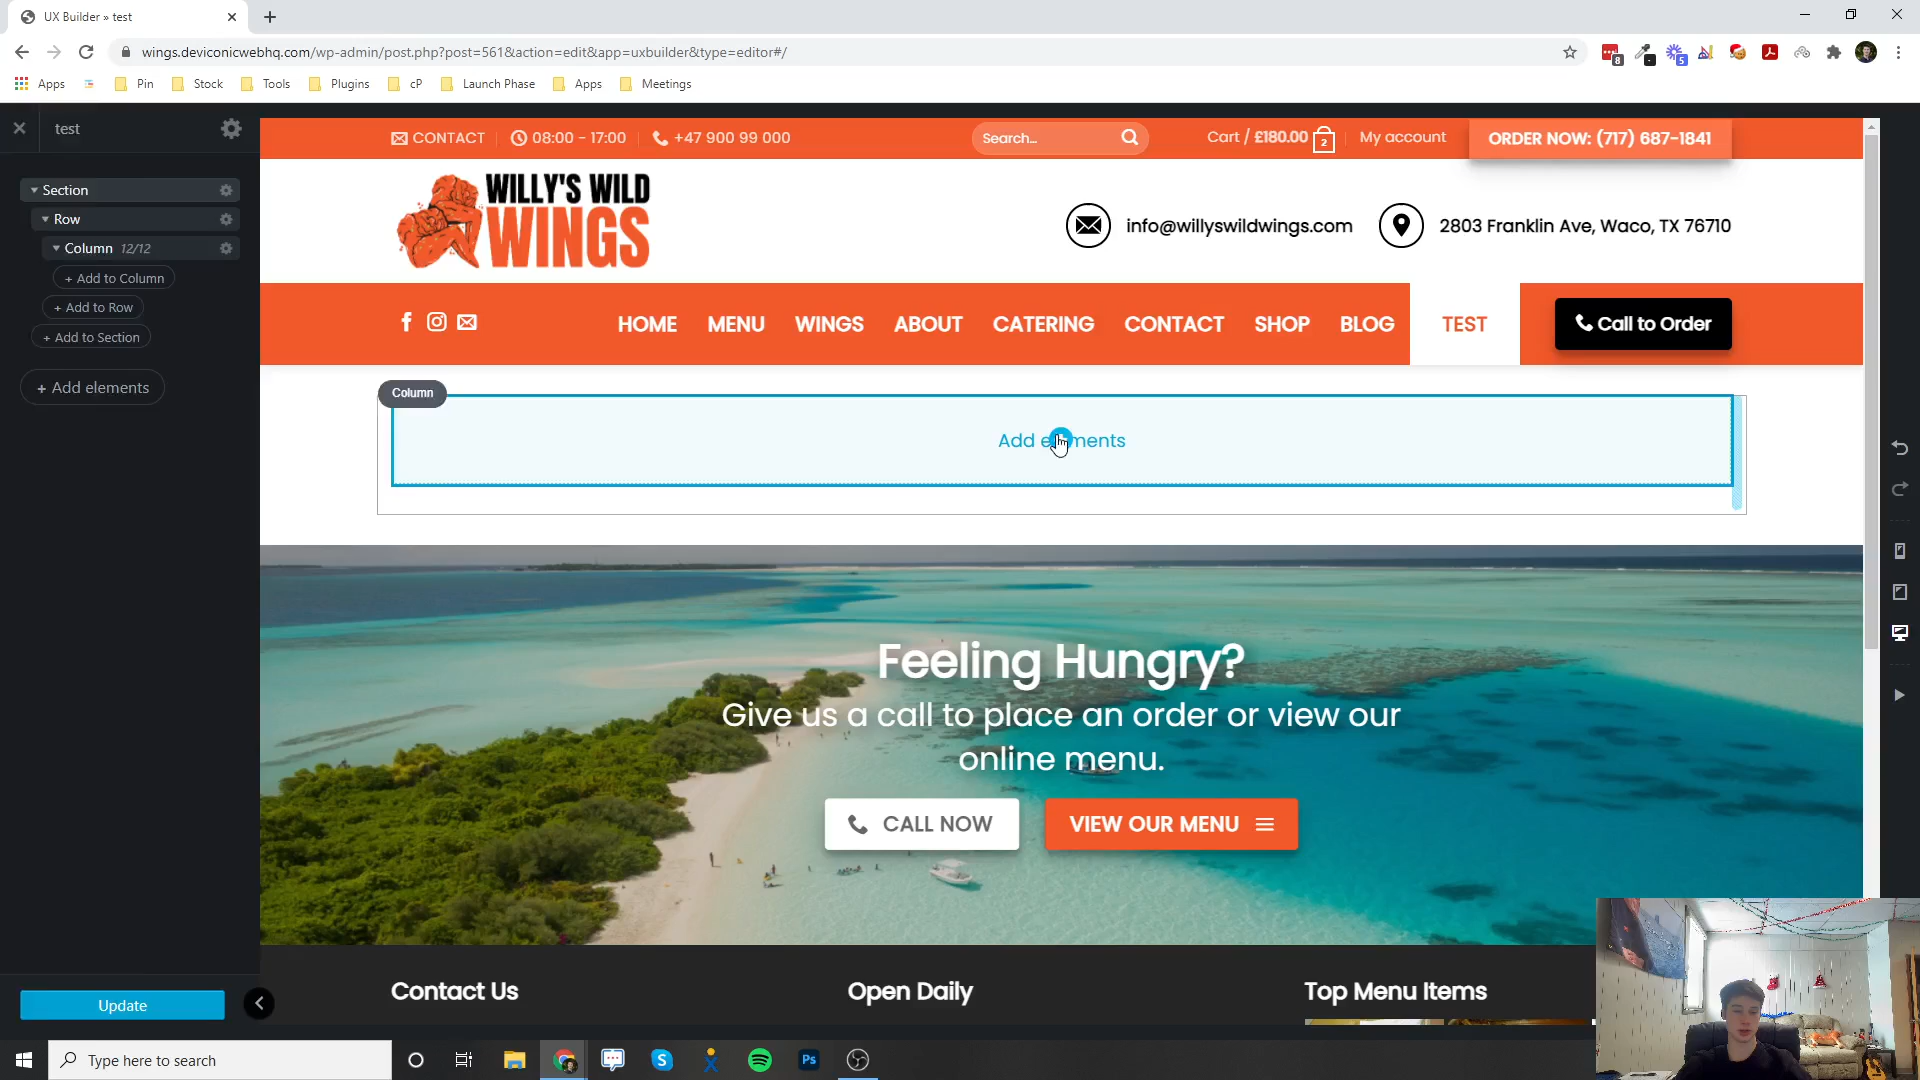 UX Builder » test
wings.deviconicwebhq.com/wp-admin/post.php?post=561&action=edit&app=uxbuilder&type=editor#/
8
5
Apps
Pin
Stock
Tools
Plugins
cP
Launch Phase
Apps
Meetings
test
CONTACT
08:00 - 17:00
+47 900 99 000
Search...
Cart / £180.00
2
My account
ORDER NOW: (717) 687-1841
Section
Row
Column 12/12
+ Add to Column
+ Add to Row
+ Add to Section
+ Add elements
WILLY'S WILD
WINGS
info@willyswildwings.com
2803 Franklin Ave, Waco, TX 76710
HOME
MENU
WINGS
ABOUT
CATERING
CONTACT
SHOP
BLOG
TEST
Call to Order
Column
Add elements
Feeling Hungry?
Give us a call to place an order or view our
online menu.
CALL NOW
VIEW OUR MENU
Contact Us
Open Daily
Top Menu Items
Update
Type here to search
Ps